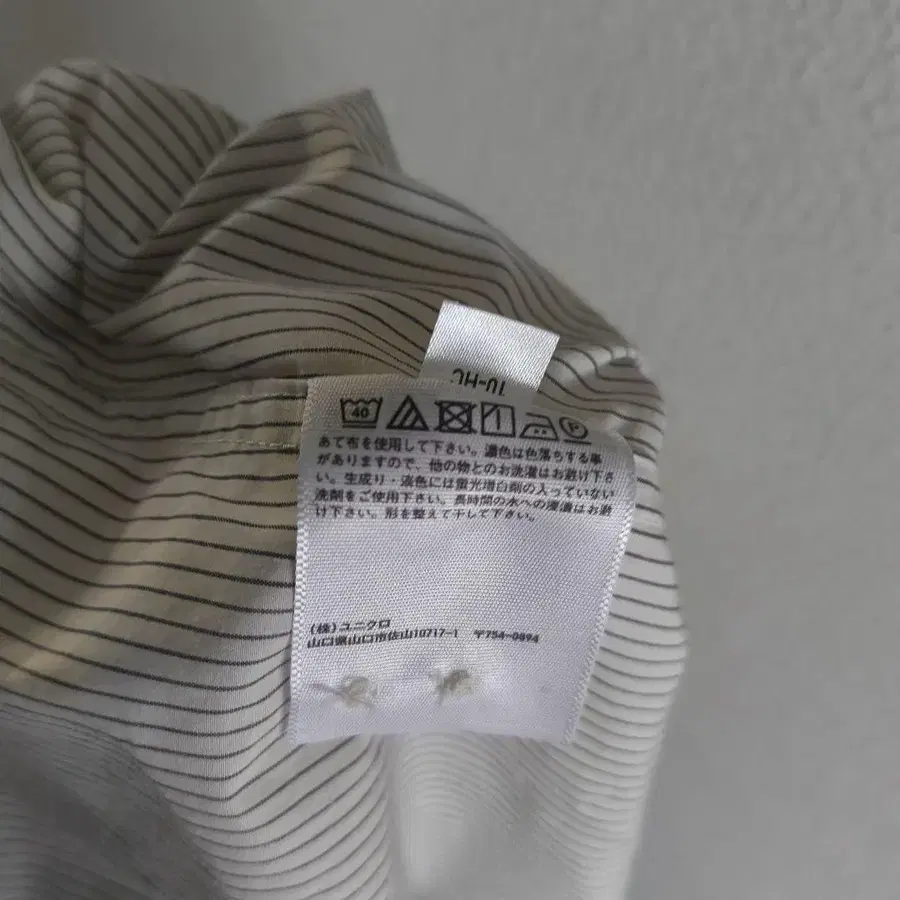 10-HC
40
P
あて布を使用して下さい。濃色は色落ちする事
がありますので、他の物とのお洗濯はお避け下さ
い。生成り・淡色には蛍光増白剤の入っていない
洗剤をご使用下さい。長時間の水への浸漬はお避
け下さい。形を整えて干して下さい。
(株)ユニクロ
山口県山口市佐山10717-1 〒754-0894